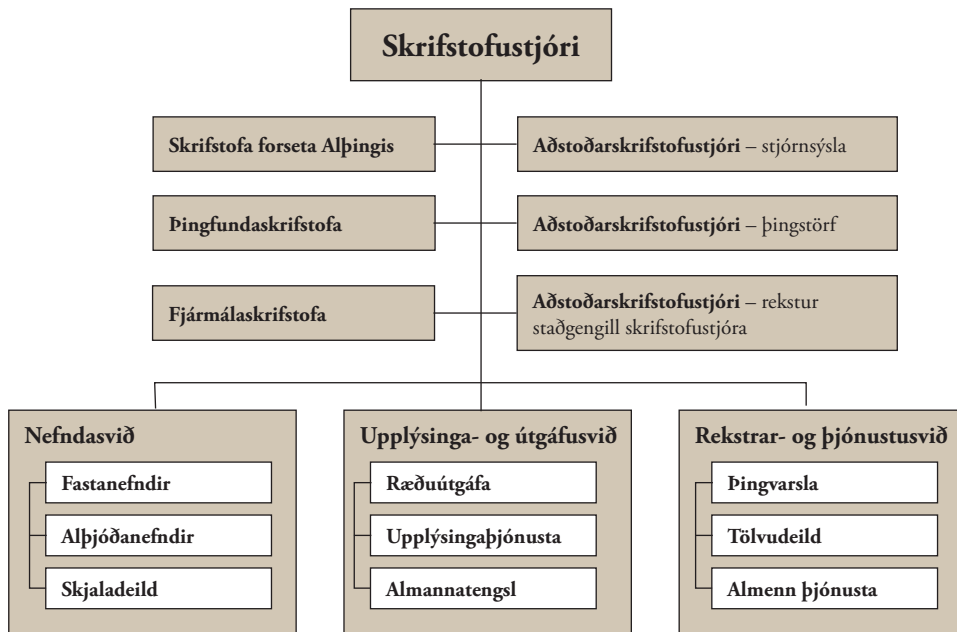 Skrifstofustjóri
Skrifstofa forseta Alþingis
Aðstoðarskrifstofustjóri – stjórnsýsla
Þingfundaskrifstofa
Aðstoðarskrifstofustjóri – þingstörf
Fjármálaskrifstofa
Aðstoðarskrifstofustjóri – rekstur
staðgengill skrifstofustjóra
Nefndasvið
Fastanefndir
Alþjóðanefndir
Skjaladeild
Upplýsinga- og útgáfusvið
Ræðuútgáfa
Upplýsingaþjónusta
Almannatengsl
Rekstrar- og þjónustusvið
Þingvarsla
Tölvudeild
Almenn þjónusta